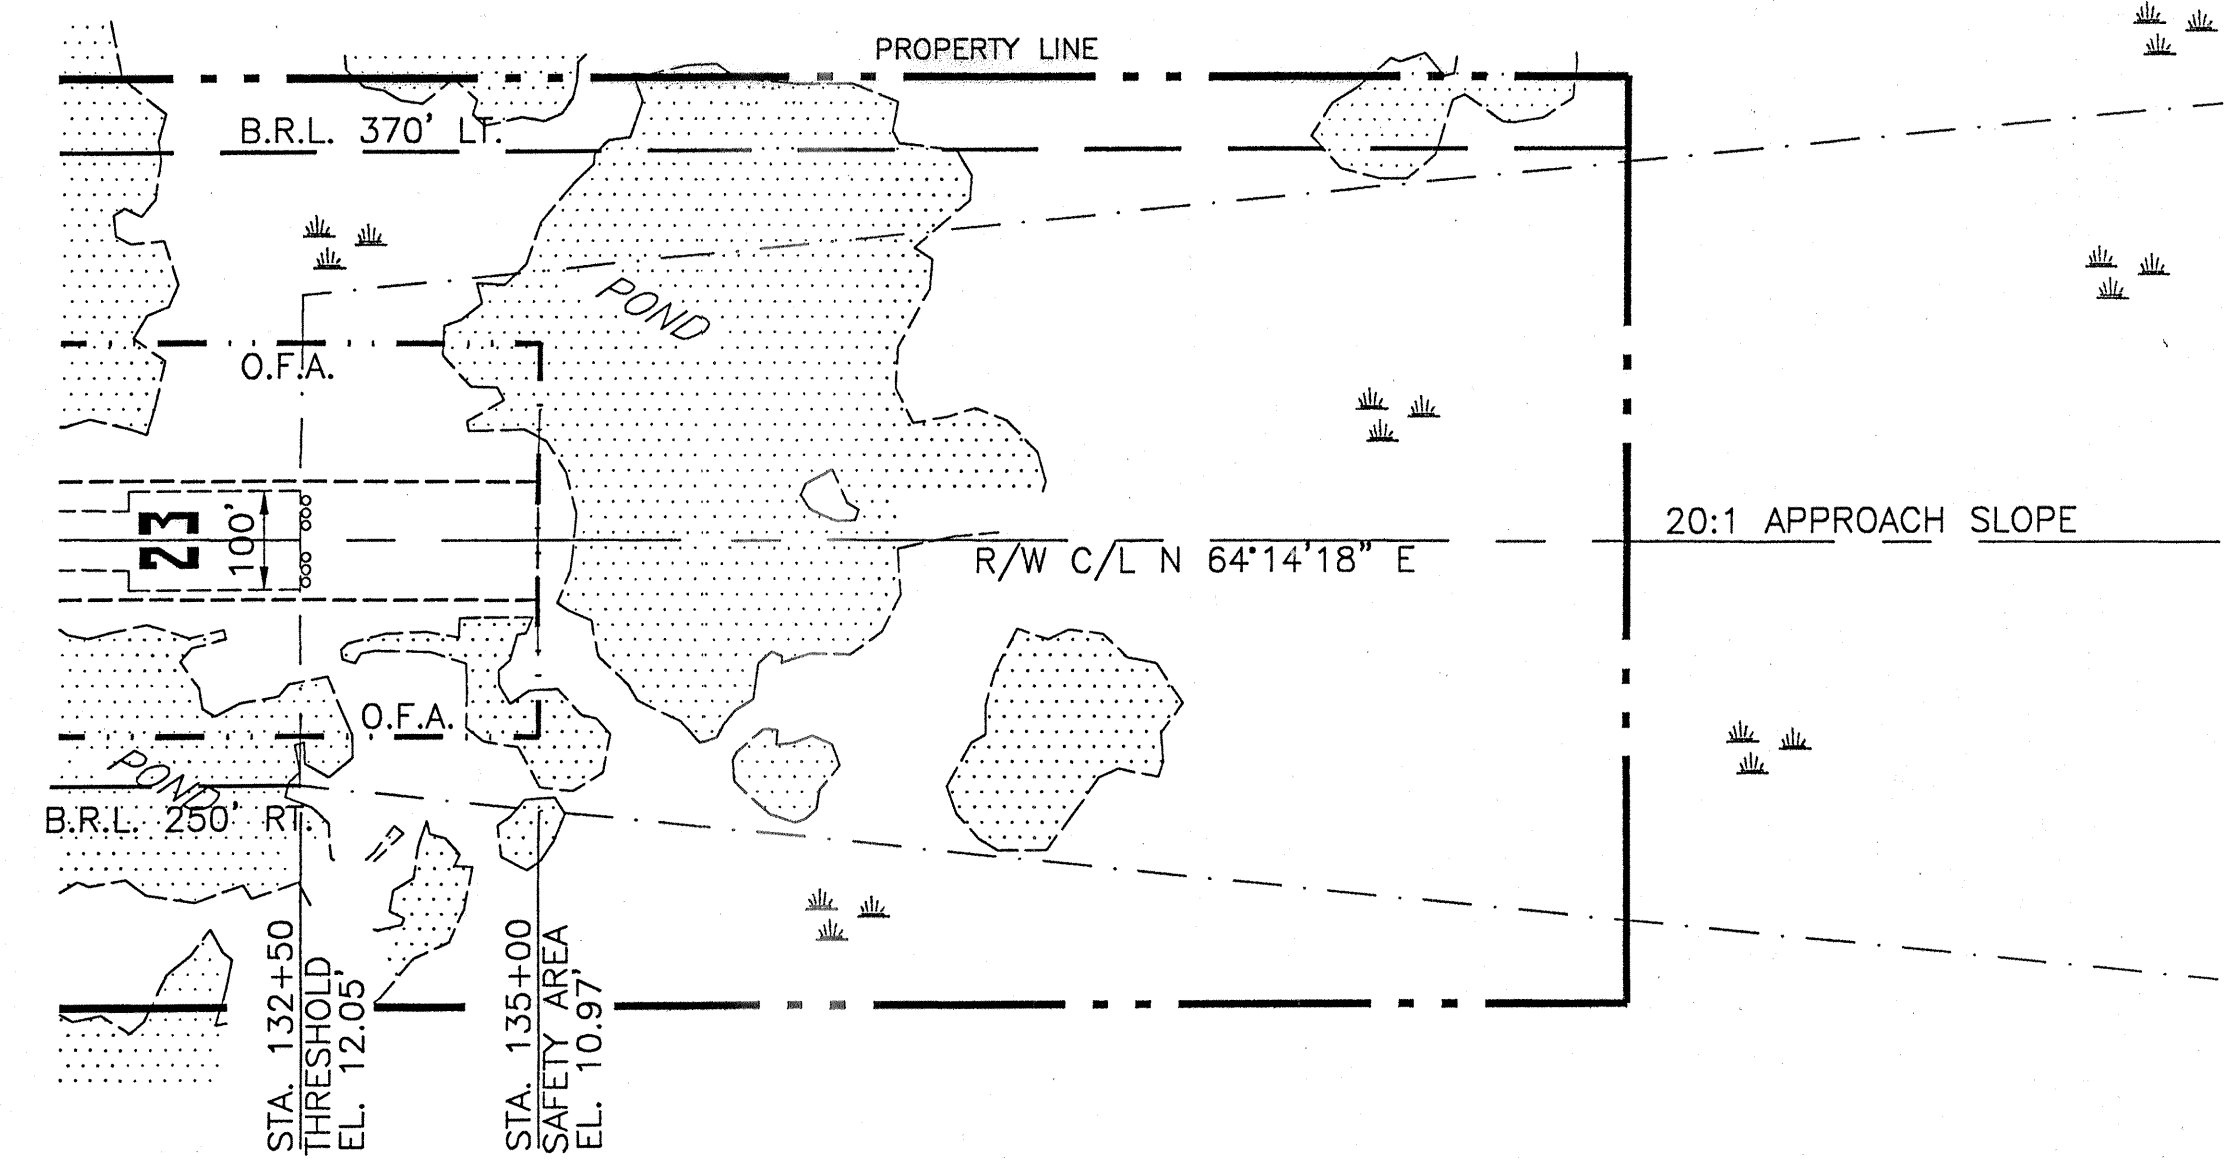 PROPERTY LINE
B.R.L. 370' LT.
POND
O.F.A.
23
100'
20:1 APPROACH SLOPE
R/W C/L N 64°14'18" E
O.F.A.
POND
B.R.L. 250' RT.
STA. 132+50
THRESHOLD
EL. 12.05'
STA. 135+00
SAFETY AREA
EL. 10.97'